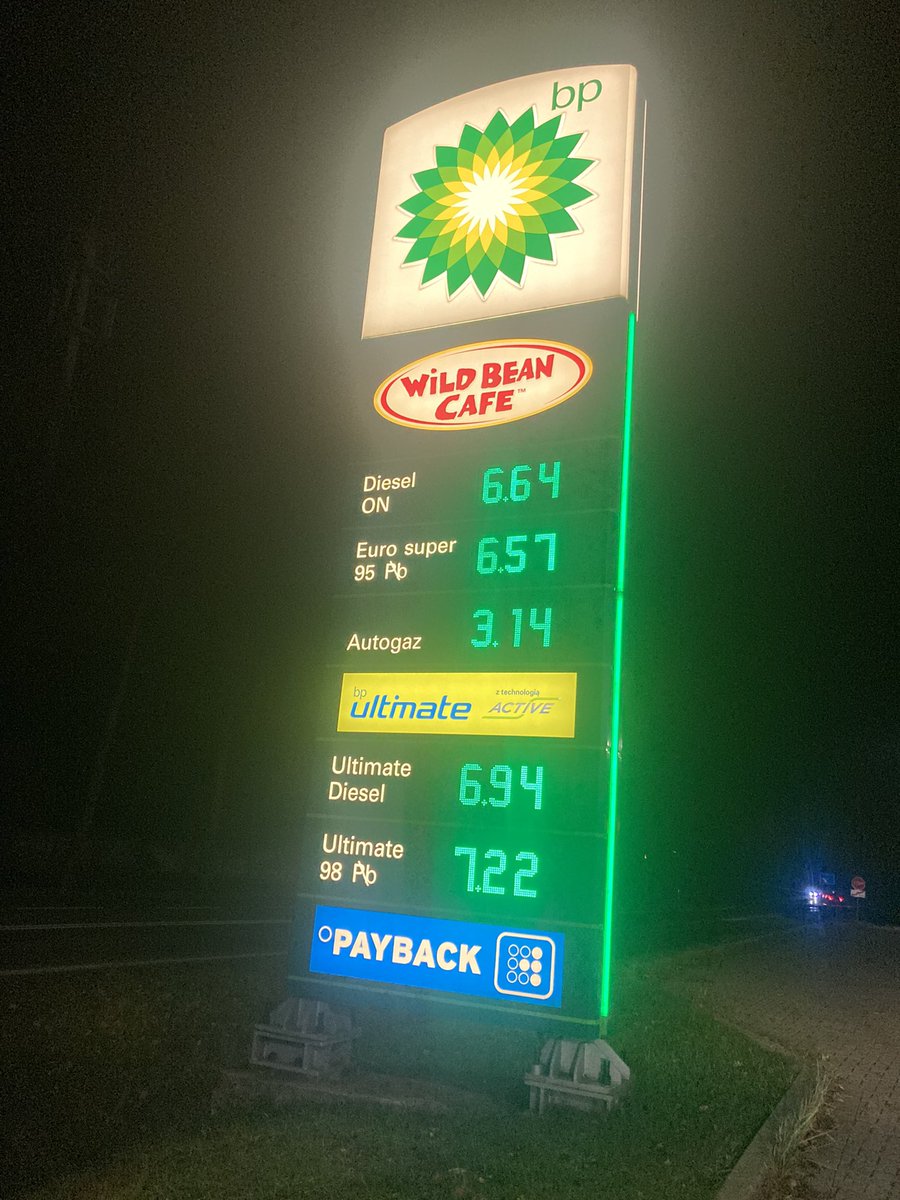 bp
WiLD BEAN
CAFE™
Diesel
ON
6.64
Euro super
95 Pb
6.57
Autogaz
3.14
bp
ultimate
z technologią
ACTIVE
Ultimate
Diesel
6.94
Ultimate
98 Pb
7.22
PAYBACK